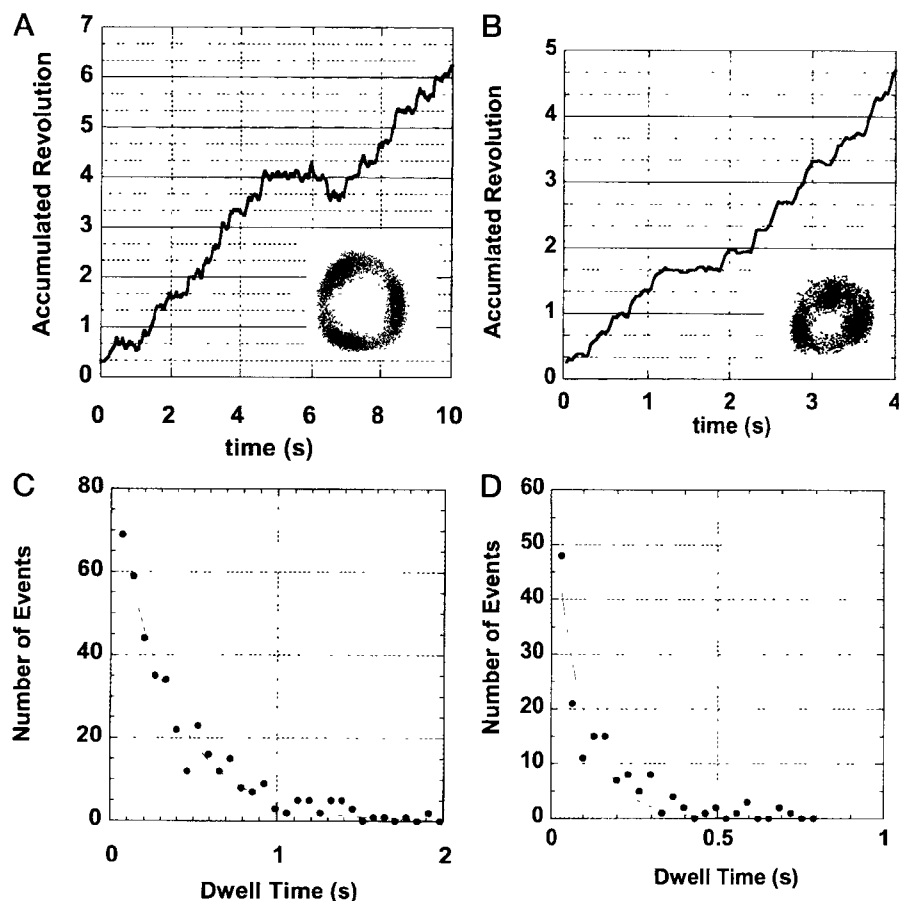 A
Accumulated Revolution
7
6
5
4
3
2
1
0
0 2 4 6 8 10
time (s)
B
Accumlated Revolution
5
4
3
2
1
0
0 1 2 3 4
time (s)
C
Number of Events
80
60
40
20
0
0 1 2
Dwell Time (s)
D
Number of Events
60
50
40
30
20
10
0
0 0.5 1
Dwell Time (s)